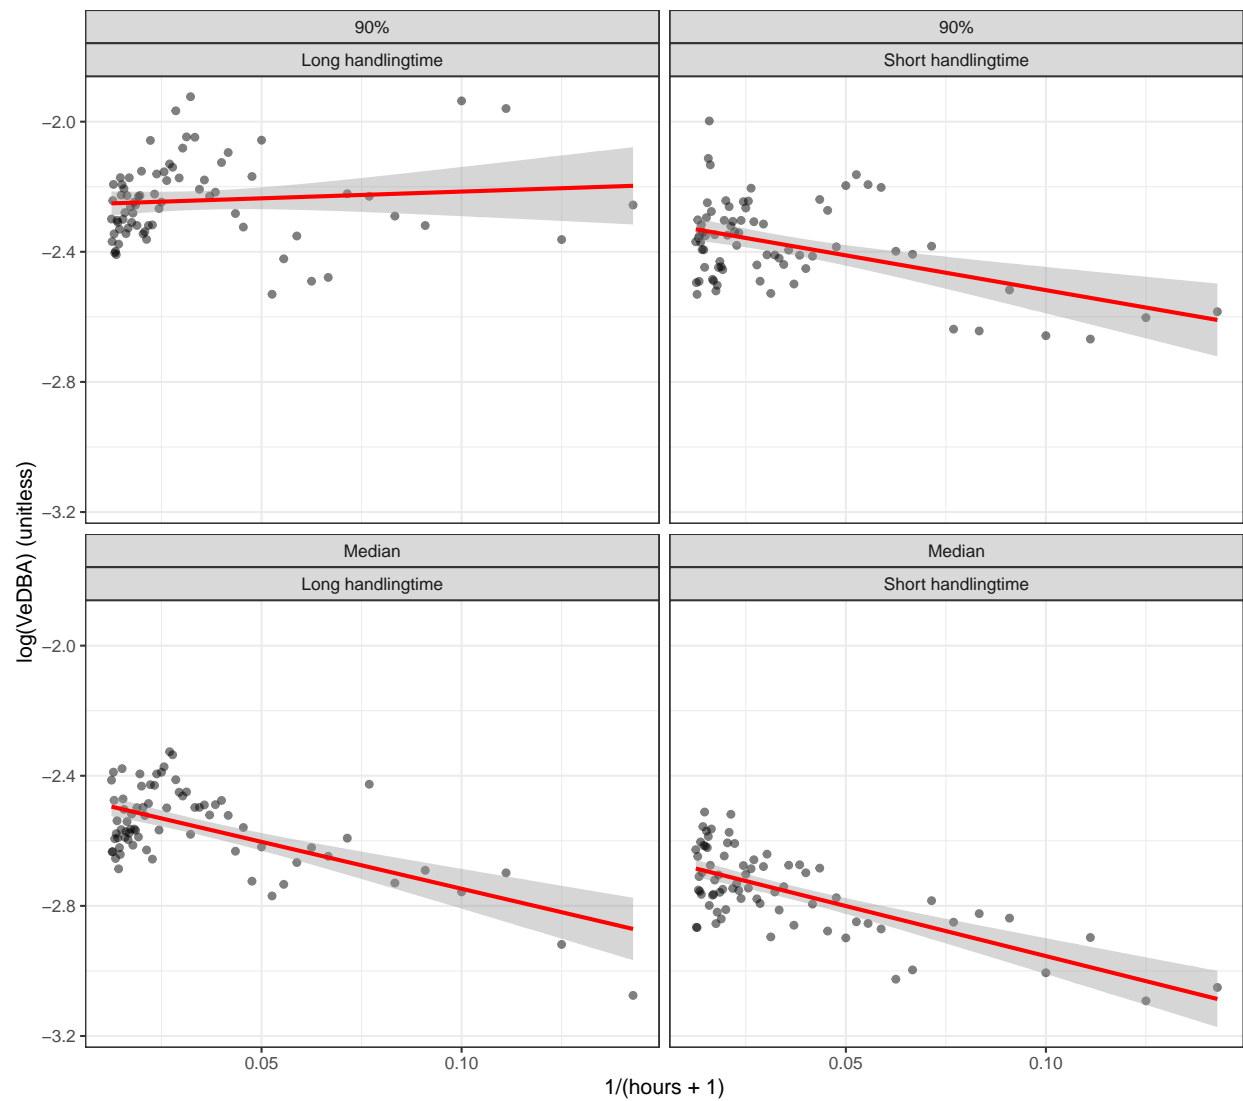 90%
90%
Long handlingtime
Short handlingtime
−2.0
−2.4
−2.8
−3.2
Median
Median
Long handlingtime
Short handlingtime
−2.0
−2.4
−2.8
−3.2
0.05
0.10
0.05
0.10
1/(hours + 1)
log(VeDBA) (unitless)